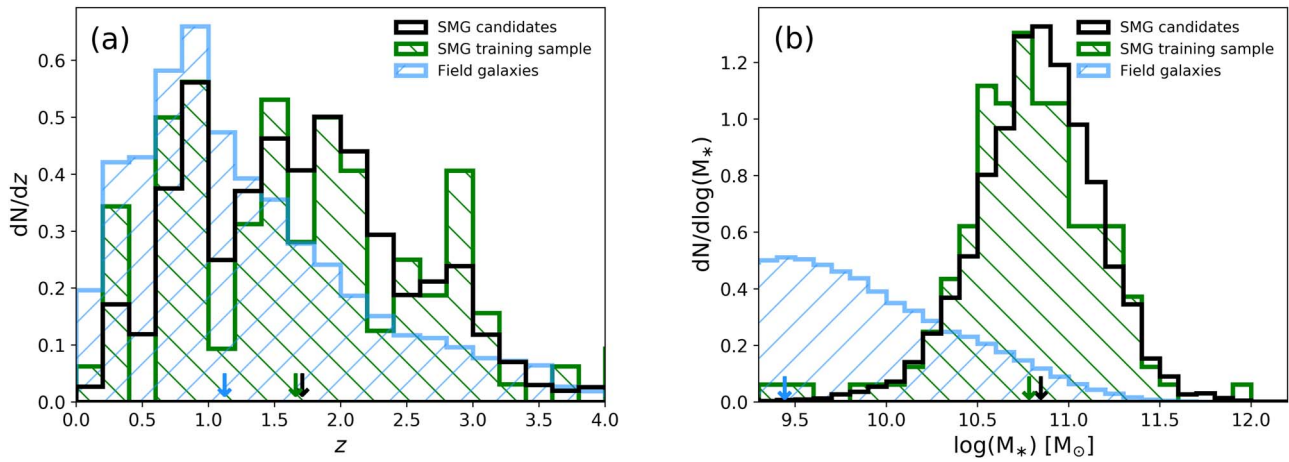 (a)
SMG candidates
SMG training sample
Field galaxies
dN/dz
0.6
0.5
0.4
0.3
0.2
0.1
0.0
0.0 0.5 1.0 1.5 2.0 2.5 3.0 3.5 4.0
z
(b)
SMG candidates
SMG training sample
Field galaxies
dN/dlog(M∗)
1.2
1.0
0.8
0.6
0.4
0.2
0.0
9.5 10.0 10.5 11.0 11.5 12.0
log(M∗) [M⊙]